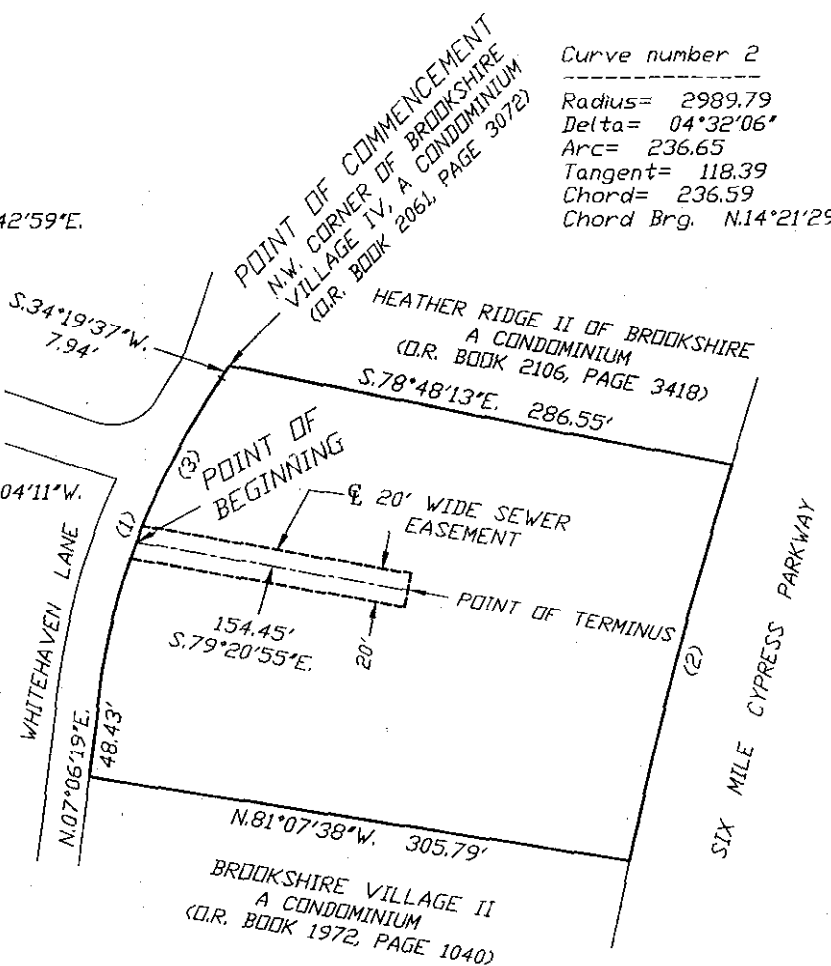 POINT OF COMMENCEMENT
N.W. CORNER OF BROOKSHIRE
VILLAGE IV, A CONDOMINIUM
(O.R. BOOK 2061, PAGE 3072)
Curve number 2
---------------
Radius= 2989.79
Delta= 04°32'06"
Arc= 236.65
Tangent= 118.39
Chord= 236.59
Chord Brg. N.14°21'29
42'59"E.
S.34°19'37"W.
7.94'
HEATHER RIDGE II OF BROOKSHIRE
A CONDOMINIUM
(O.R. BOOK 2106, PAGE 3418)
S.78°48'13"E. 286.55'
(3)
POINT OF
BEGINNING
04'11"W.
(1)
℄ 20' WIDE SEWER
EASEMENT
POINT OF TERMINUS
154.45'
S.79°20'55"E.
20'
(2)
WHITEHAVEN LANE
SIX MILE CYPRESS PARKWAY
N.07°06'19"E.
48.43'
N.81°07'38"W. 305.79'
BROOKSHIRE VILLAGE II
A CONDOMINIUM
(O.R. BOOK 1972, PAGE 1040)